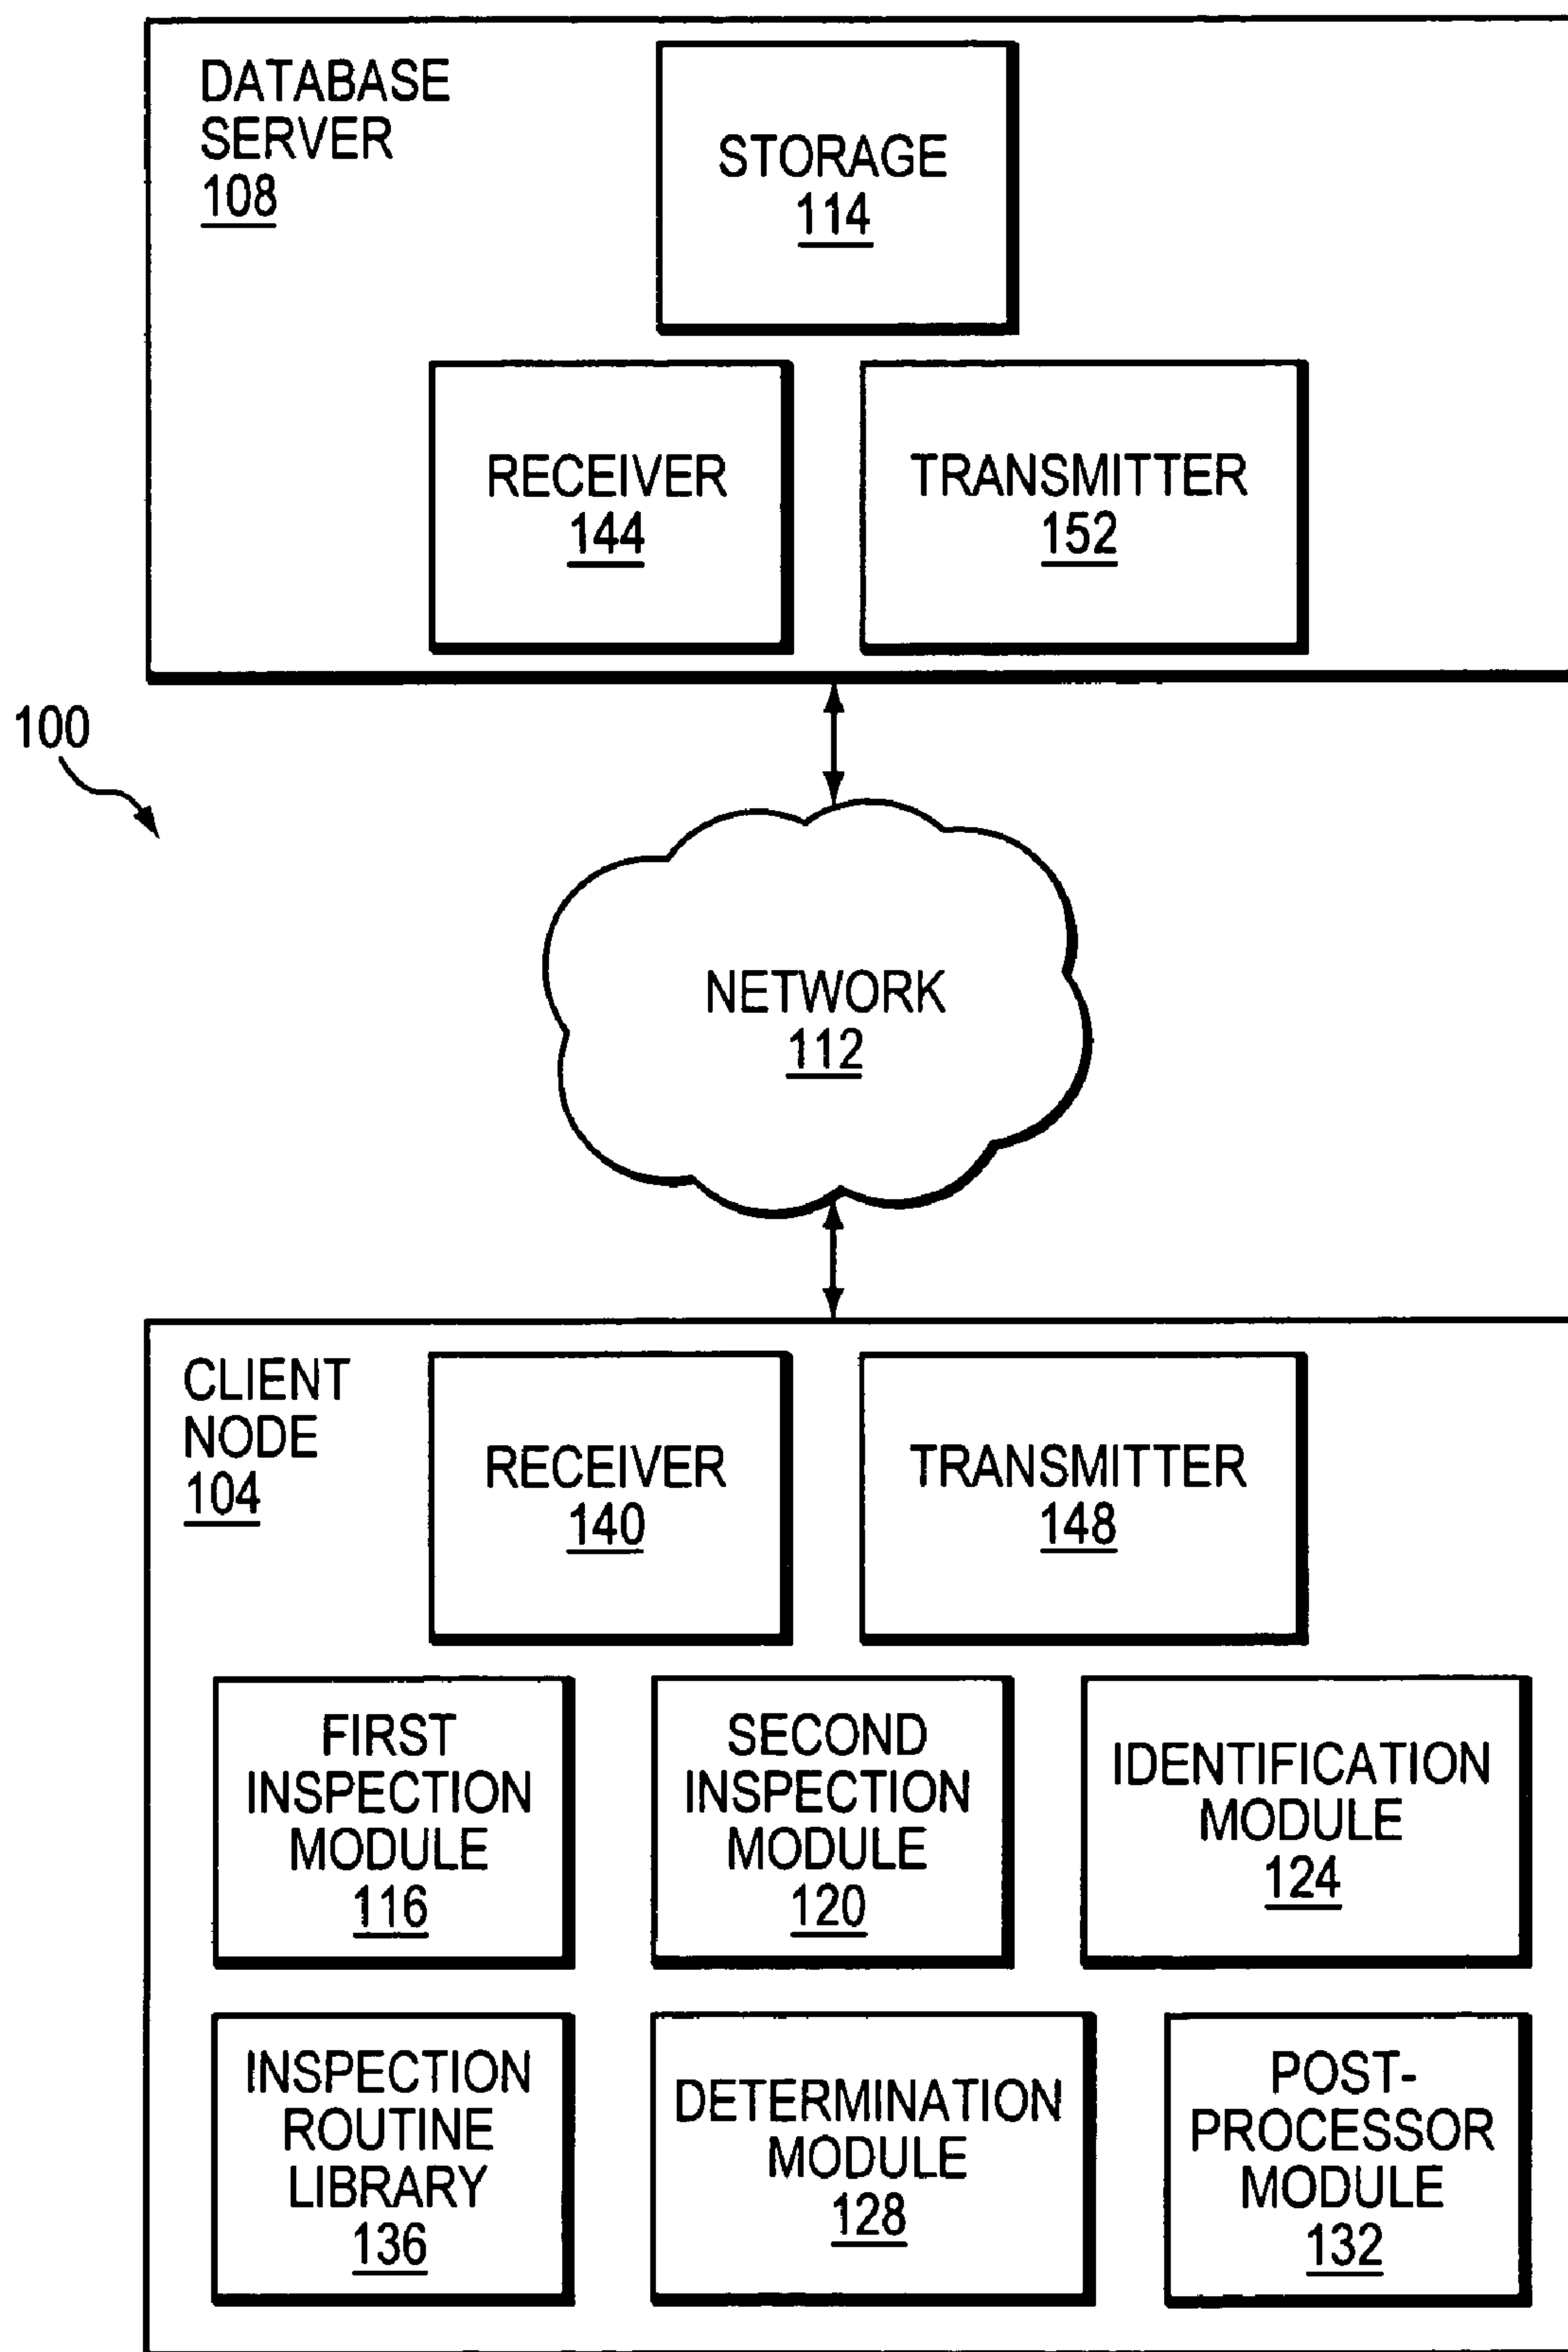 DATABASE
SERVER
108
STORAGE
114
RECEIVER
144
TRANSMITTER
152
100
NETWORK
112
CLIENT
NODE
104
RECEIVER
140
TRANSMITTER
148
FIRST
INSPECTION
MODULE
116
SECOND
INSPECTION
MODULE
120
IDENTIFICATION
MODULE
124
INSPECTION
ROUTINE
LIBRARY
136
DETERMINATION
MODULE
128
POST-
PROCESSOR
MODULE
132